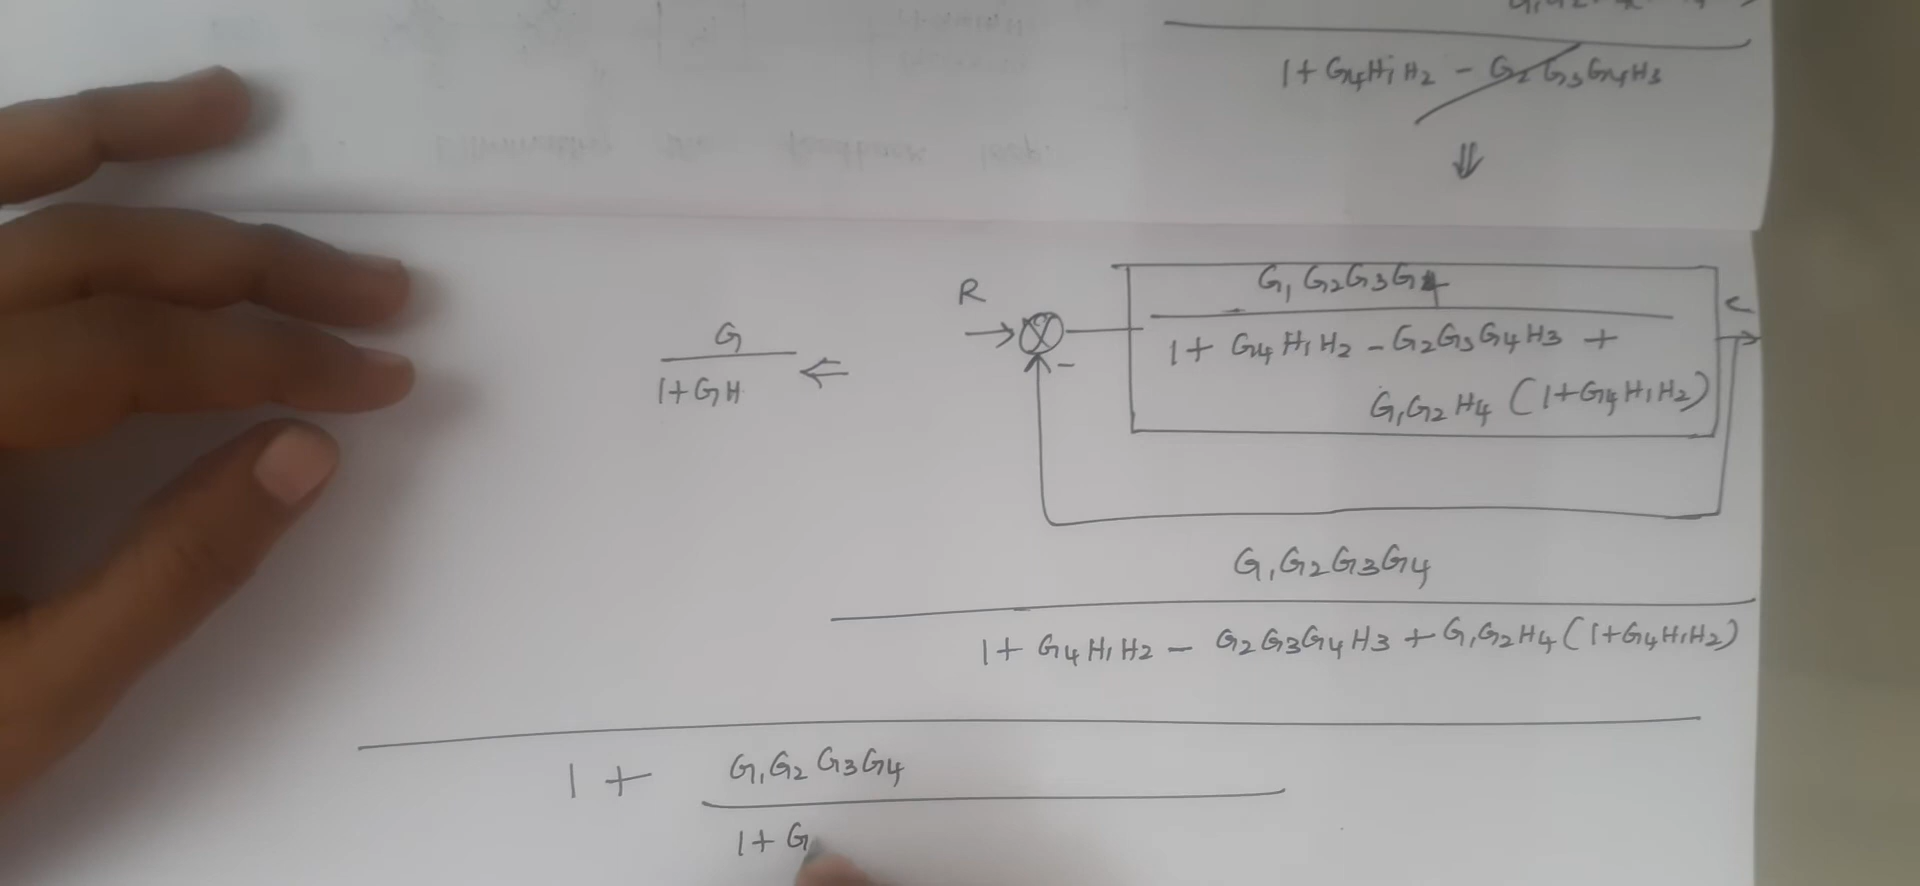 1 + G4H1H2 - G2G3G4H3
⇓
R
G1G2G3G4
C
G
1 + G4H1H2 - G2G3G4H3 +
1+GH
⇐
-
G1G2H4 (1+G4H1H2)
G1G2G3G4
1 + G4H1H2 - G2G3G4H3 + G1G2H4 (1+G4H1H2)
1 + G1G2G3G4
1 + G